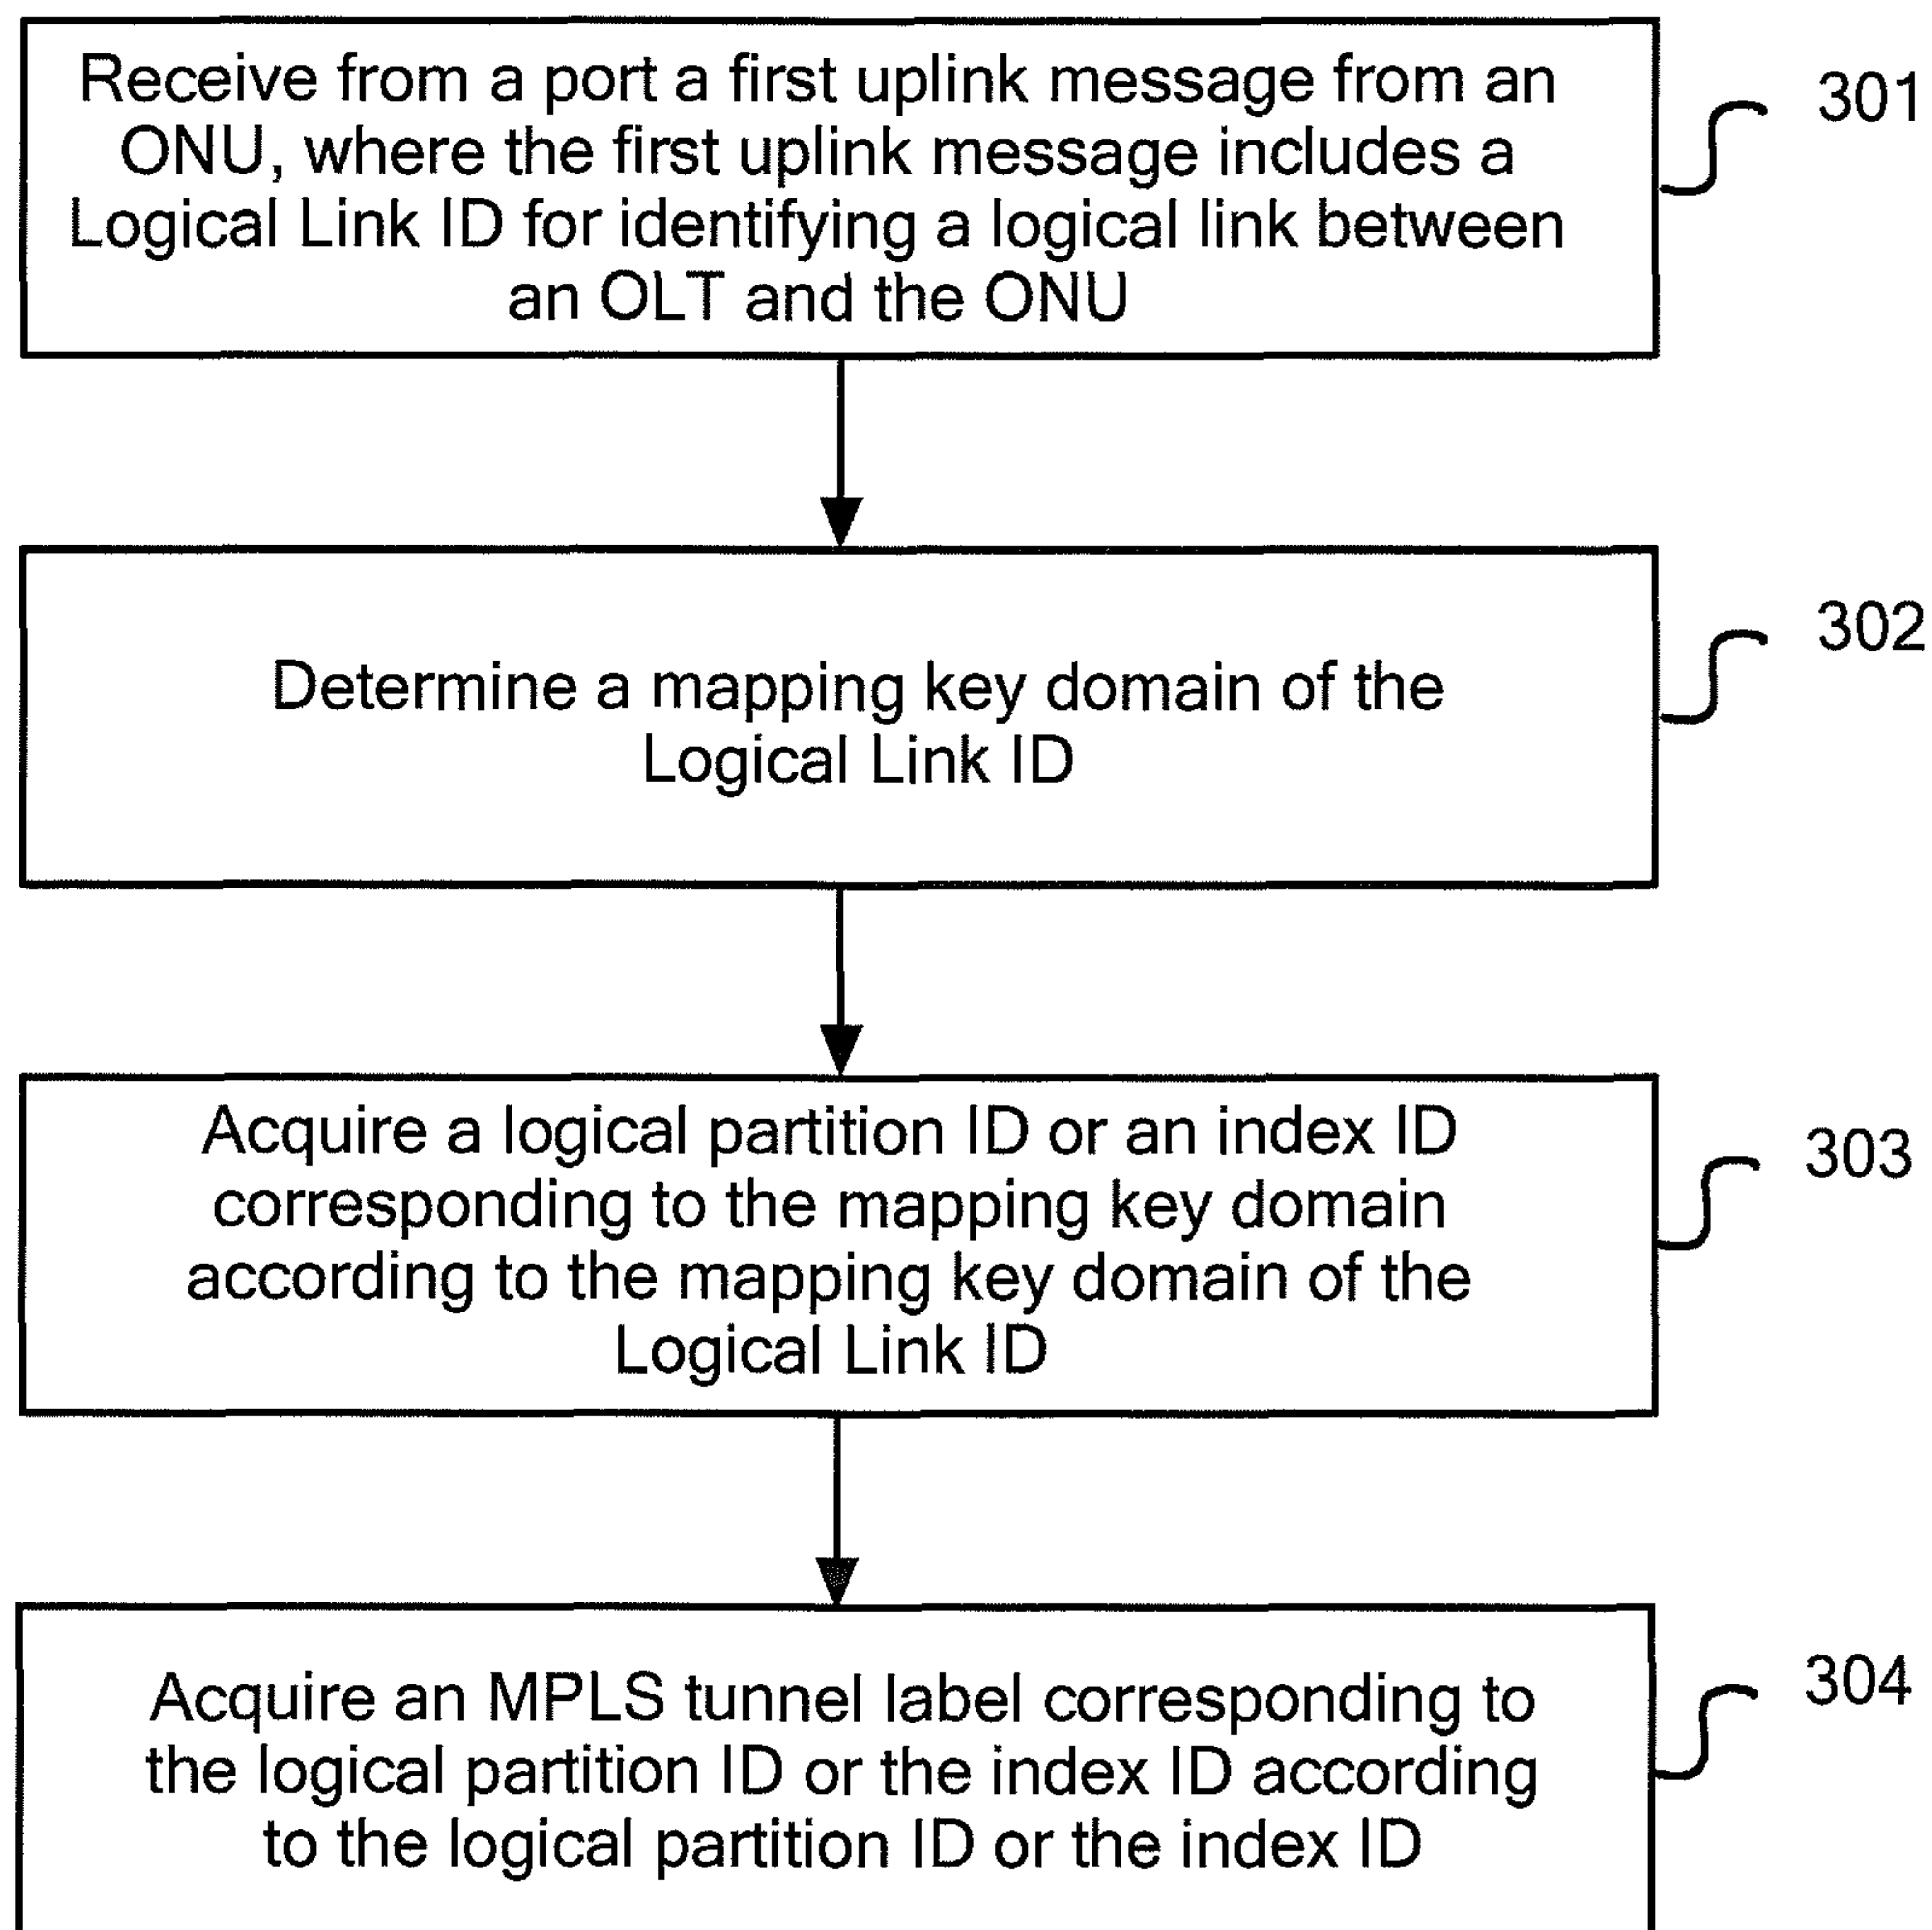 Receive from a port a first uplink message from an
ONU, where the first uplink message includes a
Logical Link ID for identifying a logical link between
an OLT and the ONU
301
Determine a mapping key domain of the
Logical Link ID
302
Acquire a logical partition ID or an index ID
corresponding to the mapping key domain
according to the mapping key domain of the
Logical Link ID
303
Acquire an MPLS tunnel label corresponding to
the logical partition ID or the index ID according
to the logical partition ID or the index ID
304